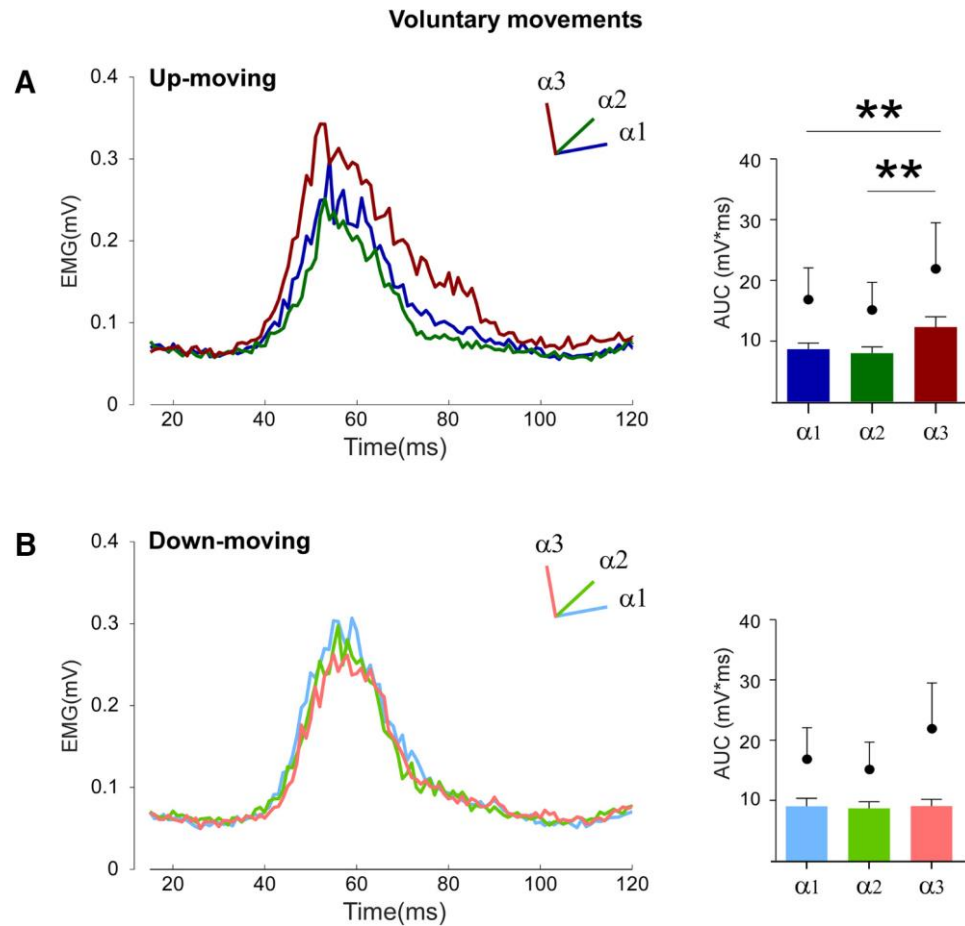 Voluntary movements
A
Up-moving
EMG(mV)
0.4
0.3
0.2
0.1
0
20 40 60 80 100 120
Time(ms)
α3
α2
α1
**
**
AUC (mV*ms)
40
30
20
10
α1 α2 α3
B
Down-moving
EMG(mV)
0.4
0.3
0.2
0.1
0
20 40 60 80 100 120
Time(ms)
α3
α2
α1
AUC (mV*ms)
40
30
20
10
α1 α2 α3